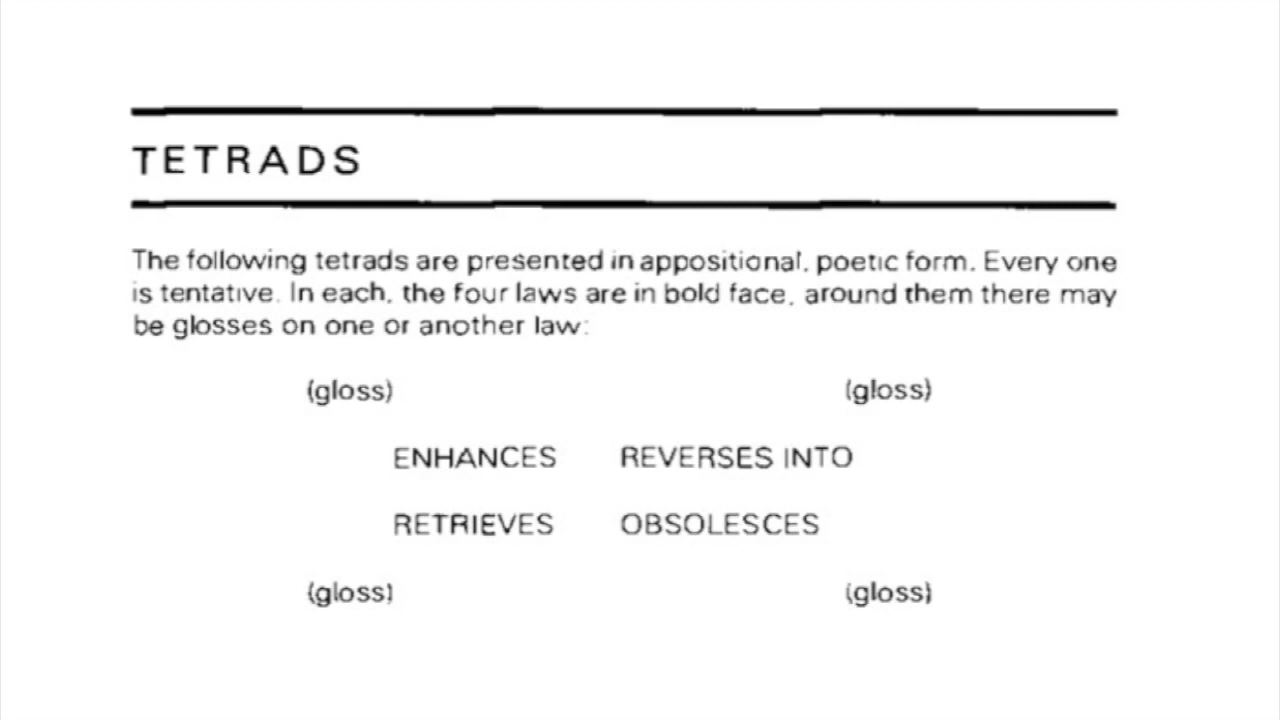 TETRADS
The following tetrads are presented in appositional, poetic form. Every one
is tentative. In each, the four laws are in bold face, around them there may
be glosses on one or another law:
(gloss) (gloss)
ENHANCES REVERSES INTO
RETRIEVES OBSOLESCES
(gloss) (gloss)